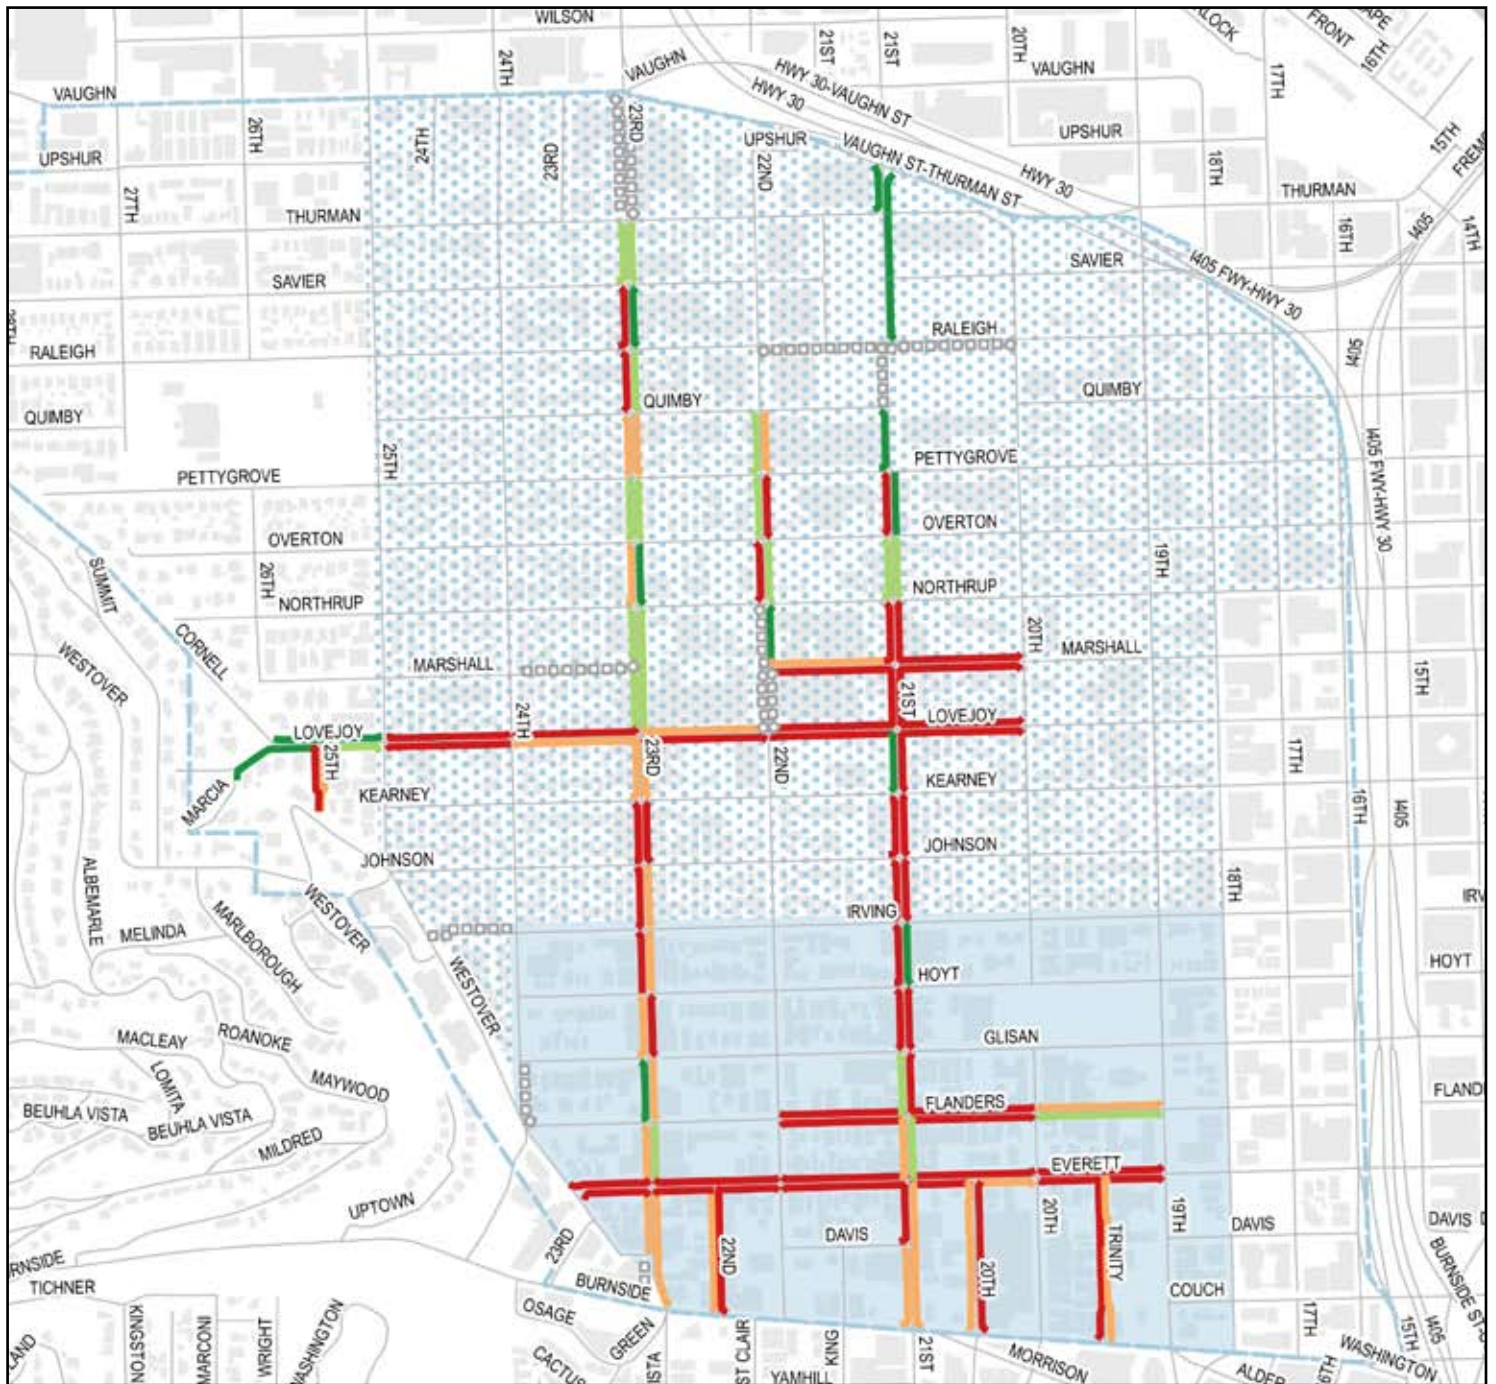 WILSON
VAUGHN
24TH
21ST
21ST
20TH
VAUGHN
FRONT
16TH
17TH
HWY 30-VAUGHN ST
HWY 30
VAUGHN
UPSHUR
26TH
24TH
23RD
23RD
UPSHUR
22ND
VAUGHN ST-THURMAN ST
HWY 30
UPSHUR
18TH
15TH
27TH
THURMAN
THURMAN
16TH
I405
14TH
SAVIER
SAVIER
I405 FWY-HWY 30
RALEIGH
RALEIGH
I405
QUIMBY
QUIMBY
QUIMBY
25TH
PETTYGROVE
PETTYGROVE
I405 FWY-HWY 30
OVERTON
OVERTON
19TH
SUMMIT
26TH
NORTHRUP
NORTHRUP
CORNELL
WESTOVER
MARSHALL
20TH
MARSHALL
15TH
21ST
LOVEJOY
24TH
LOVEJOY
25TH
23RD
22ND
17TH
MARCIA
KEARNEY
KEARNEY
16TH
I405
ALBEMARLE
JOHNSON
JOHNSON
18TH
WESTOVER
MARLBOROUGH
IRVING
MELINDA
WESTOVER
HOYT
HOYT
MACLEAY
ROANOKE
GLISAN
LOMITA
MAYWOOD
BEUHLA VISTA
BEUHLA VISTA
FLANDERS
MILDRED
EVERETT
UPTOWN
23RD
22ND
DAVIS
20TH
20TH
TRINITY
19TH
DAVIS
DAVIS
TICHNER
BURNSIDE
COUCH
KINGSTON
MARCONI
WRIGHT
OSAGE
GREEN
CACTUS
ST CLAIR
KING
YAMHILL
21ST
MORRISON
17TH
15TH
I405
WASHINGTON